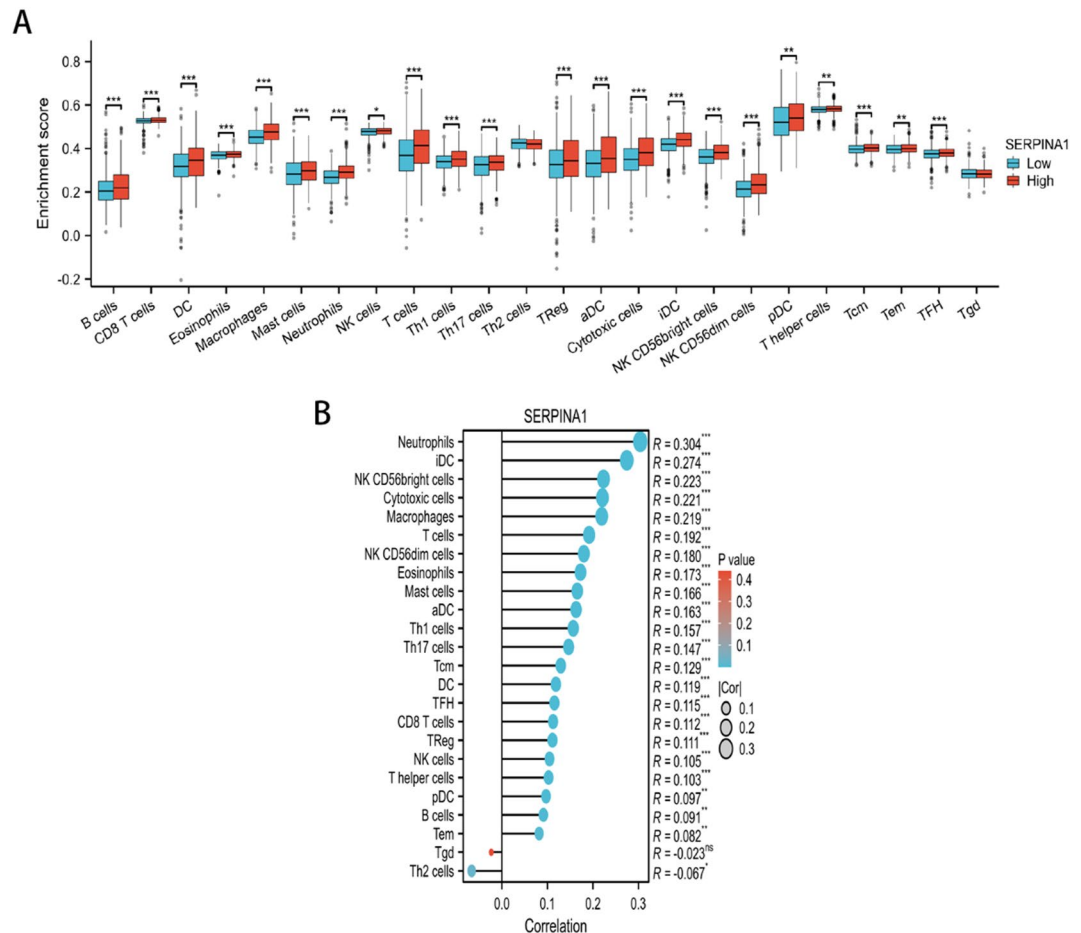 A
Enrichment score
0.8
0.6
0.4
0.2
0.0
-0.2
*** *** *** *** *** *** *** * *** *** *** *** *** *** *** *** *** ** ** *** ** ***
B cells
CD8 T cells
DC
Eosinophils
Macrophages
Mast cells
Neutrophils
NK cells
T cells
Th1 cells
Th17 cells
Th2 cells
TReg
aDC
Cytotoxic cells
iDC
NK CD56bright cells
NK CD56dim cells
pDC
T helper cells
Tcm
Tem
TFH
Tgd
SERPINA1
Low
High
B
SERPINA1
Neutrophils R = 0.304***
iDC R = 0.274***
NK CD56bright cells R = 0.223***
Cytotoxic cells R = 0.221***
Macrophages R = 0.219***
T cells R = 0.192***
NK CD56dim cells R = 0.180***
Eosinophils R = 0.173***
Mast cells R = 0.166***
aDC R = 0.163***
Th1 cells R = 0.157***
Th17 cells R = 0.147***
Tcm R = 0.129***
DC R = 0.119***
TFH R = 0.115***
CD8 T cells R = 0.112***
TReg R = 0.111***
NK cells R = 0.105***
T helper cells R = 0.103***
pDC R = 0.097**
B cells R = 0.091**
Tem R = 0.082**
Tgd R = -0.023ns
Th2 cells R = -0.067*
0.0 0.1 0.2 0.3
Correlation
P value
0.4
0.3
0.2
0.1
|Cor|
0.1
0.2
0.3